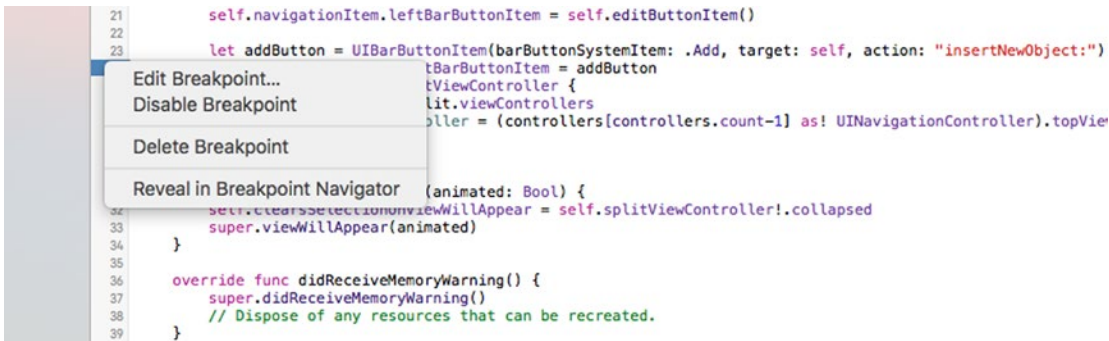 21 self.navigationItem.leftBarButtonItem = self.editButtonItem()
22
23 let addButton = UIBarButtonItem(barButtonSystemItem: .Add, target: self, action: "insertNewObject:")
tBarButtonItem = addButton
Edit Breakpoint...
tViewController {
Disable Breakpoint
lit.viewControllers
oller = (controllers[controllers.count-1] as! UINavigationController).topVie
Delete Breakpoint
Reveal in Breakpoint Navigator
(animated: Bool) {
32 self.clearsSelectionOnViewWillAppear = self.splitViewController!.collapsed
33 super.viewWillAppear(animated)
34 }
35
36 override func didReceiveMemoryWarning() {
37 super.didReceiveMemoryWarning()
38 // Dispose of any resources that can be recreated.
39 }